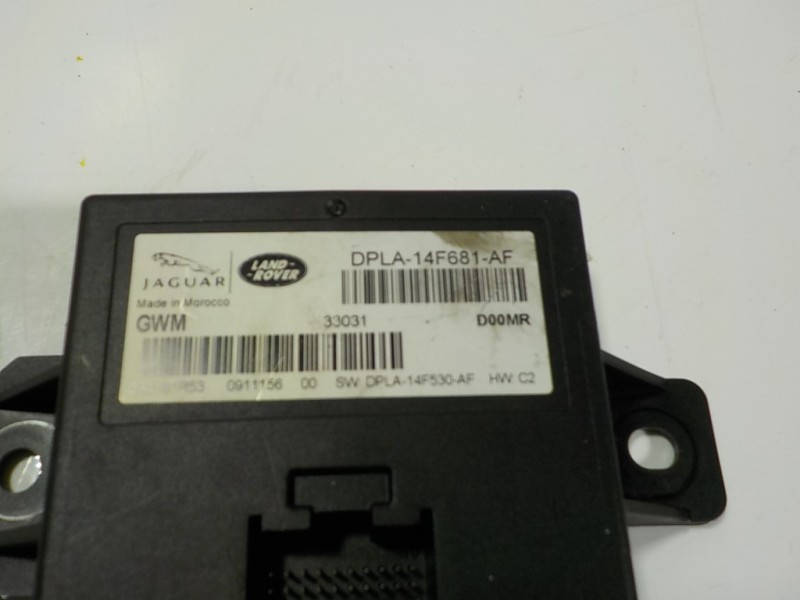 JAGUAR
LAND-
-ROVER
DPLA-14F681-AF
Made in Morocco
GWM 33031 D00MR
0911156 00 SW: DPLA-14F530-AF HW: C2